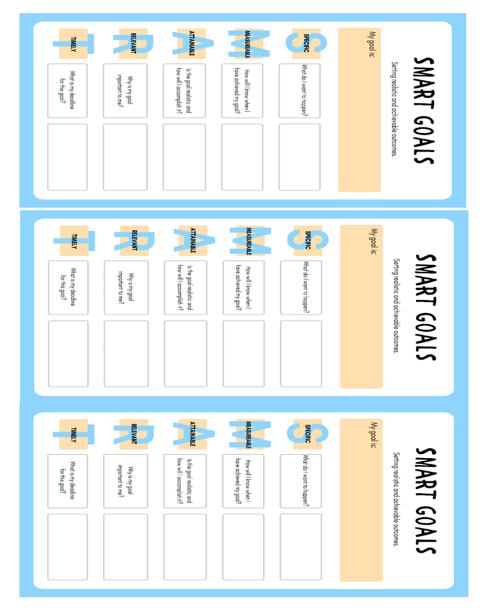 SMART GOALS
Setting realistic and achievable outcomes.
My goal is:
S
SPECIFIC
What do I want to happen?
M
MEASUREABLE
How will I know when I
have achieved my goal?
A
ATTAINABLE
Is the goal realistic and
how will I accomplish it?
R
RELEVANT
Why is my goal
important to me?
T
TIMELY
What is my deadline
for this goal?
SMART GOALS
Setting realistic and achievable outcomes.
My goal is:
S
SPECIFIC
What do I want to happen?
M
MEASUREABLE
How will I know when I
have achieved my goal?
A
ATTAINABLE
Is the goal realistic and
how will I accomplish it?
R
RELEVANT
Why is my goal
important to me?
T
TIMELY
What is my deadline
for this goal?
SMART GOALS
Setting realistic and achievable outcomes.
My goal is:
S
SPECIFIC
What do I want to happen?
M
MEASUREABLE
How will I know when I
have achieved my goal?
A
ATTAINABLE
Is the goal realistic and
how will I accomplish it?
R
RELEVANT
Why is my goal
important to me?
T
TIMELY
What is my deadline
for this goal?